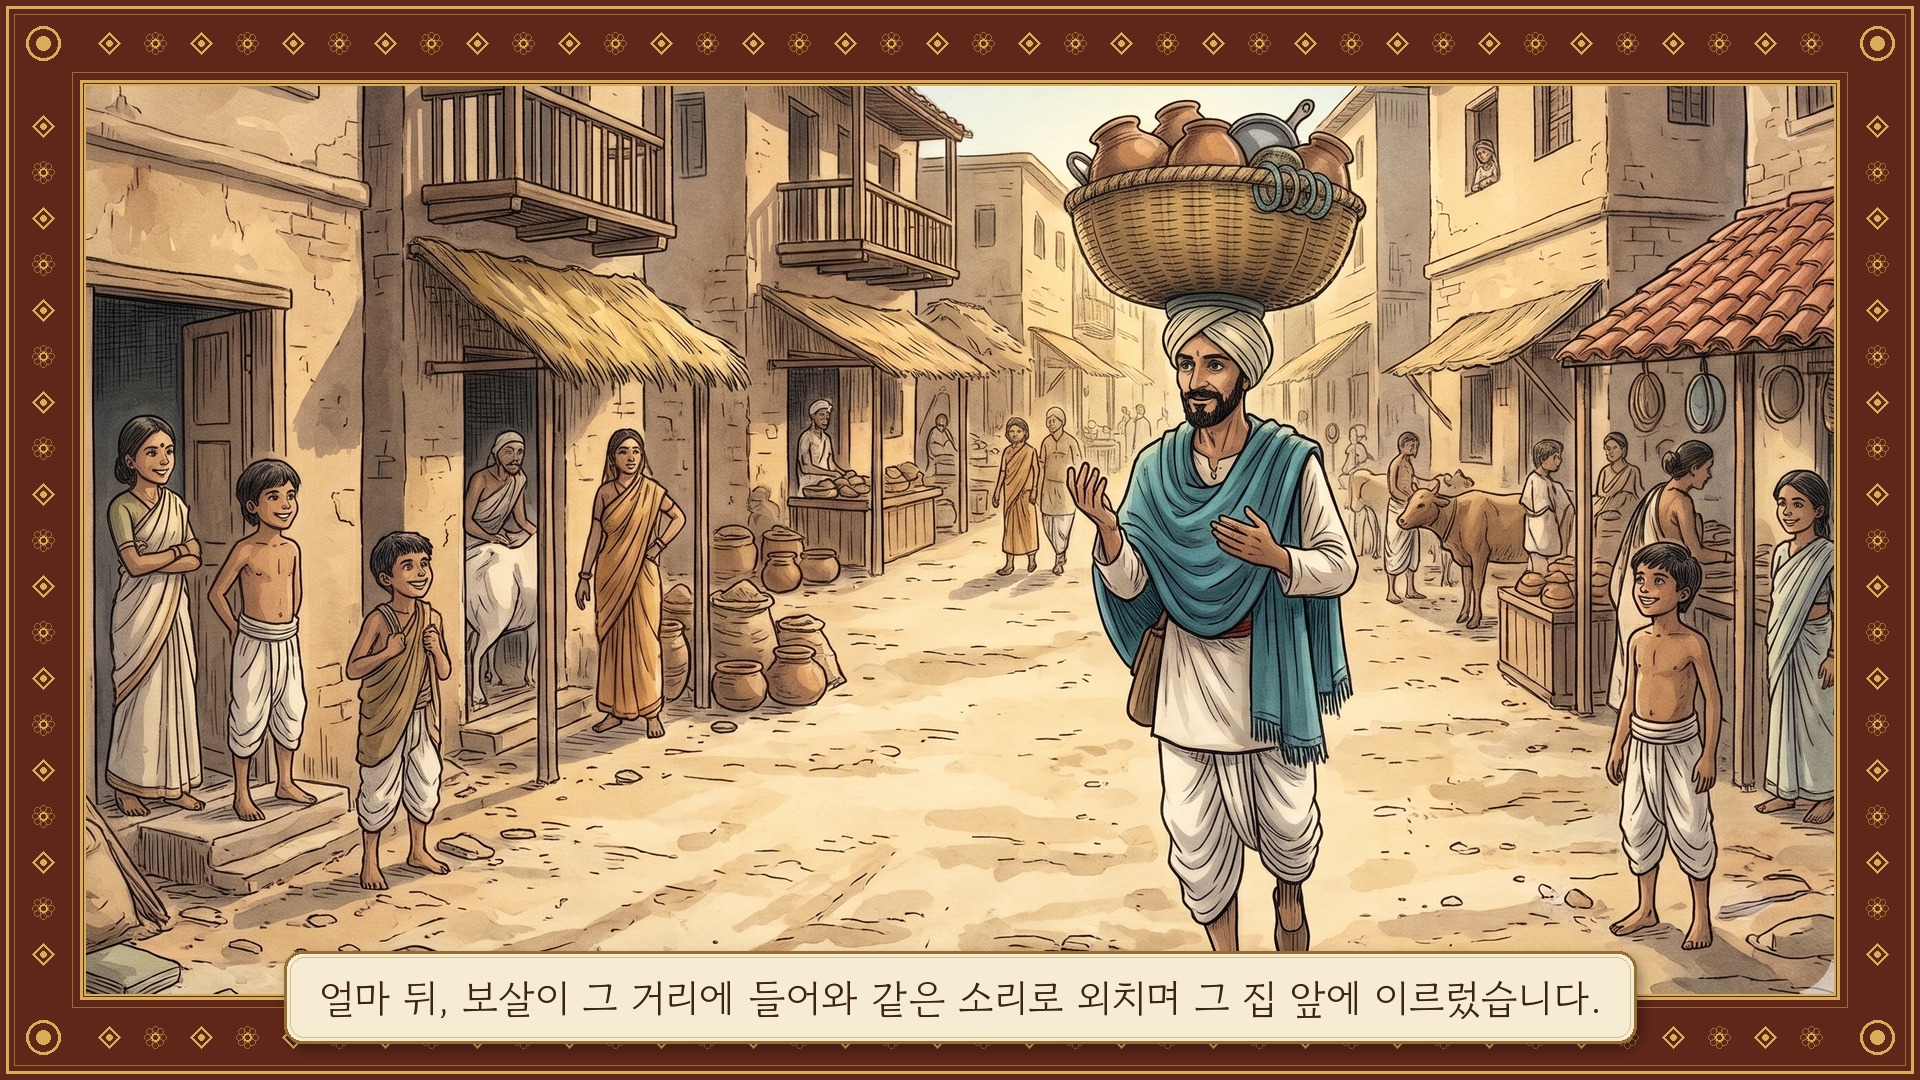 얼마 뒤, 보살이 그 거리에 들어와 같은 소리로 외치며 그 집 앞에 이르렀습니다.